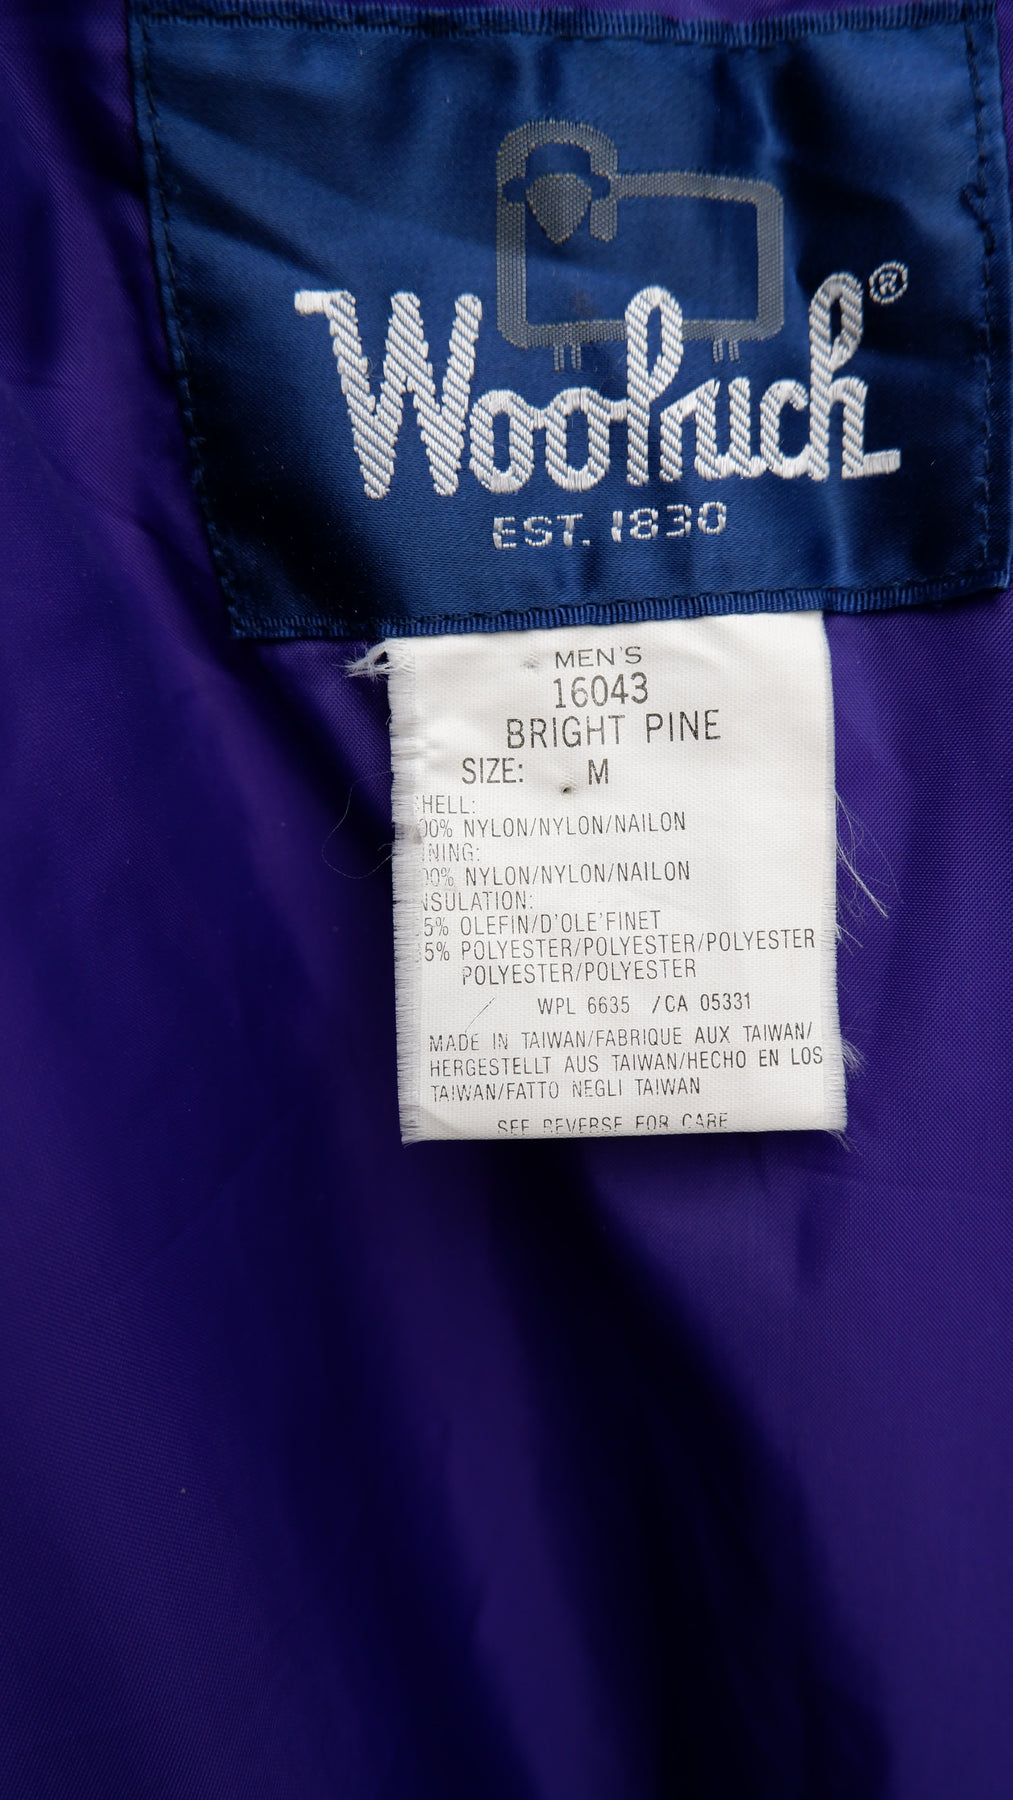 Woolrich®
EST. 1830
MEN'S
16043
BRIGHT PINE
SIZE: M
HELL:
00% NYLON/NYLON/NAILON
NING:
00% NYLON/NYLON/NAILON
NSULATION:
5% OLEFIN/D'OLE'FINET
5% POLYESTER/POLYESTER/POLYESTER
POLYESTER/POLYESTER
WPL 6635 /CA 05331
MADE IN TAIWAN/FABRIQUE AUX TAIWAN/
HERGESTELLT AUS TAIWAN/HECHO EN LOS
TAIWAN/FATTO NEGLI TAIWAN
SEE REVERSE FOR CARE